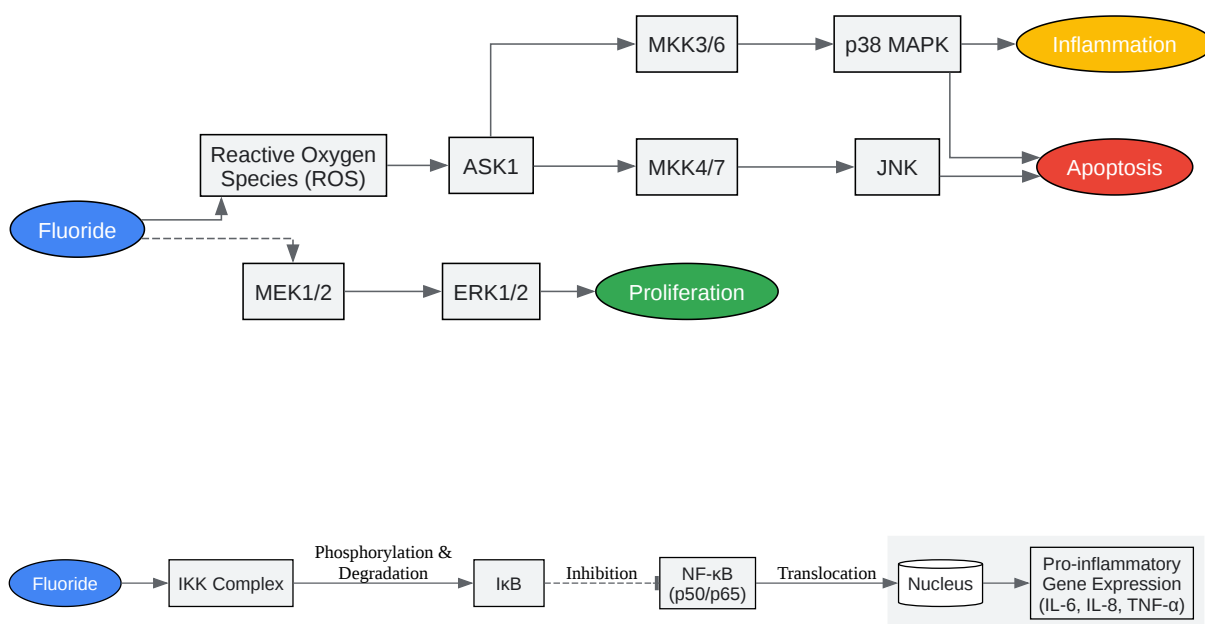 MKK3/6
p38 MAPK
Inflammation
Reactive Oxygen
Species (ROS)
ASK1
MKK4/7
JNK
Apoptosis
Fluoride
MEK1/2
ERK1/2
Proliferation
Fluoride
IKK Complex
Phosphorylation &
Degradation
IκB
Inhibition
NF-κB
(p50/p65)
Translocation
Nucleus
Pro-inflammatory
Gene Expression
(IL-6, IL-8, TNF-α)